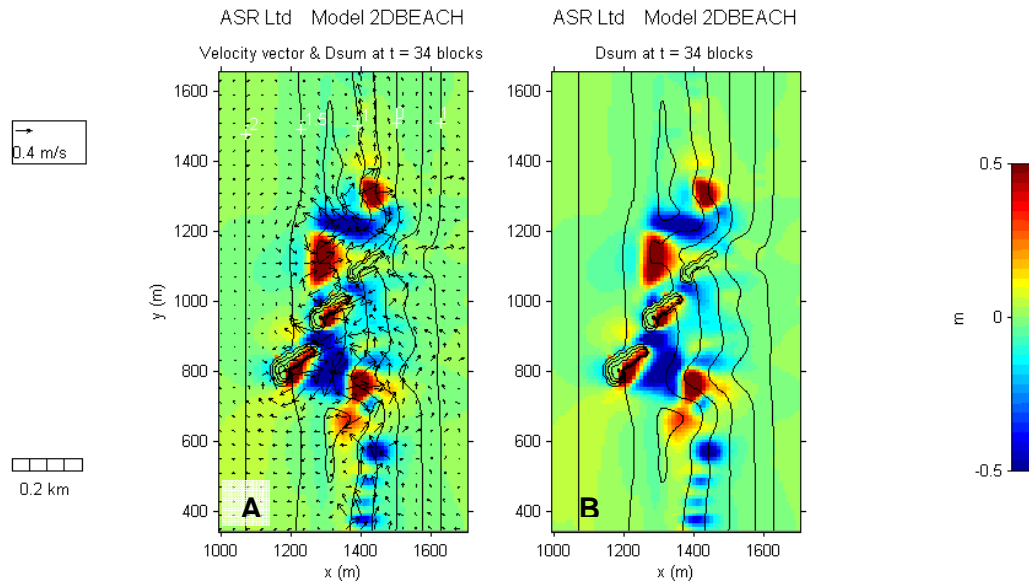 ASR Ltd Model 2DBEACH
ASR Ltd Model 2DBEACH
Velocity vector & Dsum at t = 34 blocks
Dsum at t = 34 blocks
0.4 m/s
0.2 km
y (m)
1600
1400
1200
1000
800
600
400
2
1
A
1000 1200 1400 1600
x (m)
1600
1400
1200
1000
800
600
400
B
1000 1200 1400 1600
x (m)
0.5
0
-0.5
m